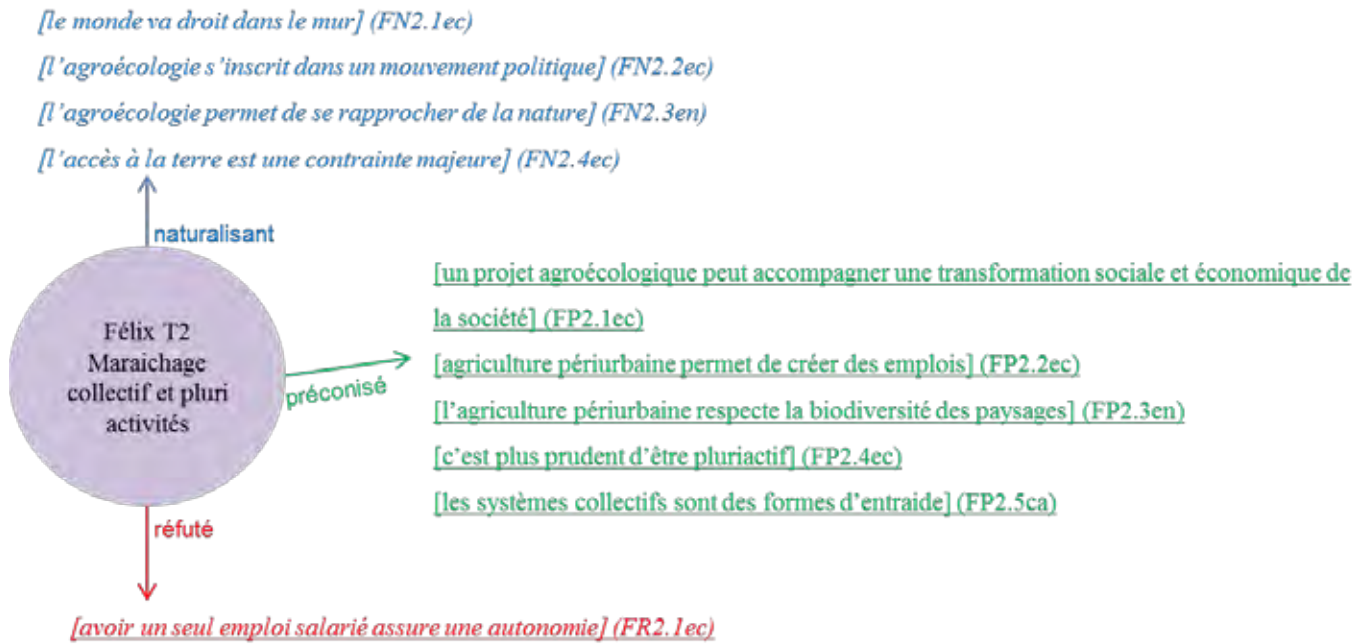 [le monde va droit dans le mur] (FN2.1ec)
[l'agroécologie s'inscrit dans un mouvement politique] (FN2.2ec)
[l'agroécologie permet de se rapprocher de la nature] (FN2.3en)
[l'accès à la terre est une contrainte majeure] (FN2.4ec)
naturalisant
Félix T2
Maraichage
collectif et pluri
activités
préconisé
[un projet agroécologique peut accompagner une transformation sociale et économique de
la société] (FP2.1ec)
[agriculture périurbaine permet de créer des emplois] (FP2.2ec)
[l'agriculture périurbaine respecte la biodiversité des paysages] (FP2.3en)
[c'est plus prudent d'être pluriactif] (FP2.4ec)
[les systèmes collectifs sont des formes d'entraide] (FP2.5ca)
réfuté
[avoir un seul emploi salarié assure une autonomie] (FR2.1ec)